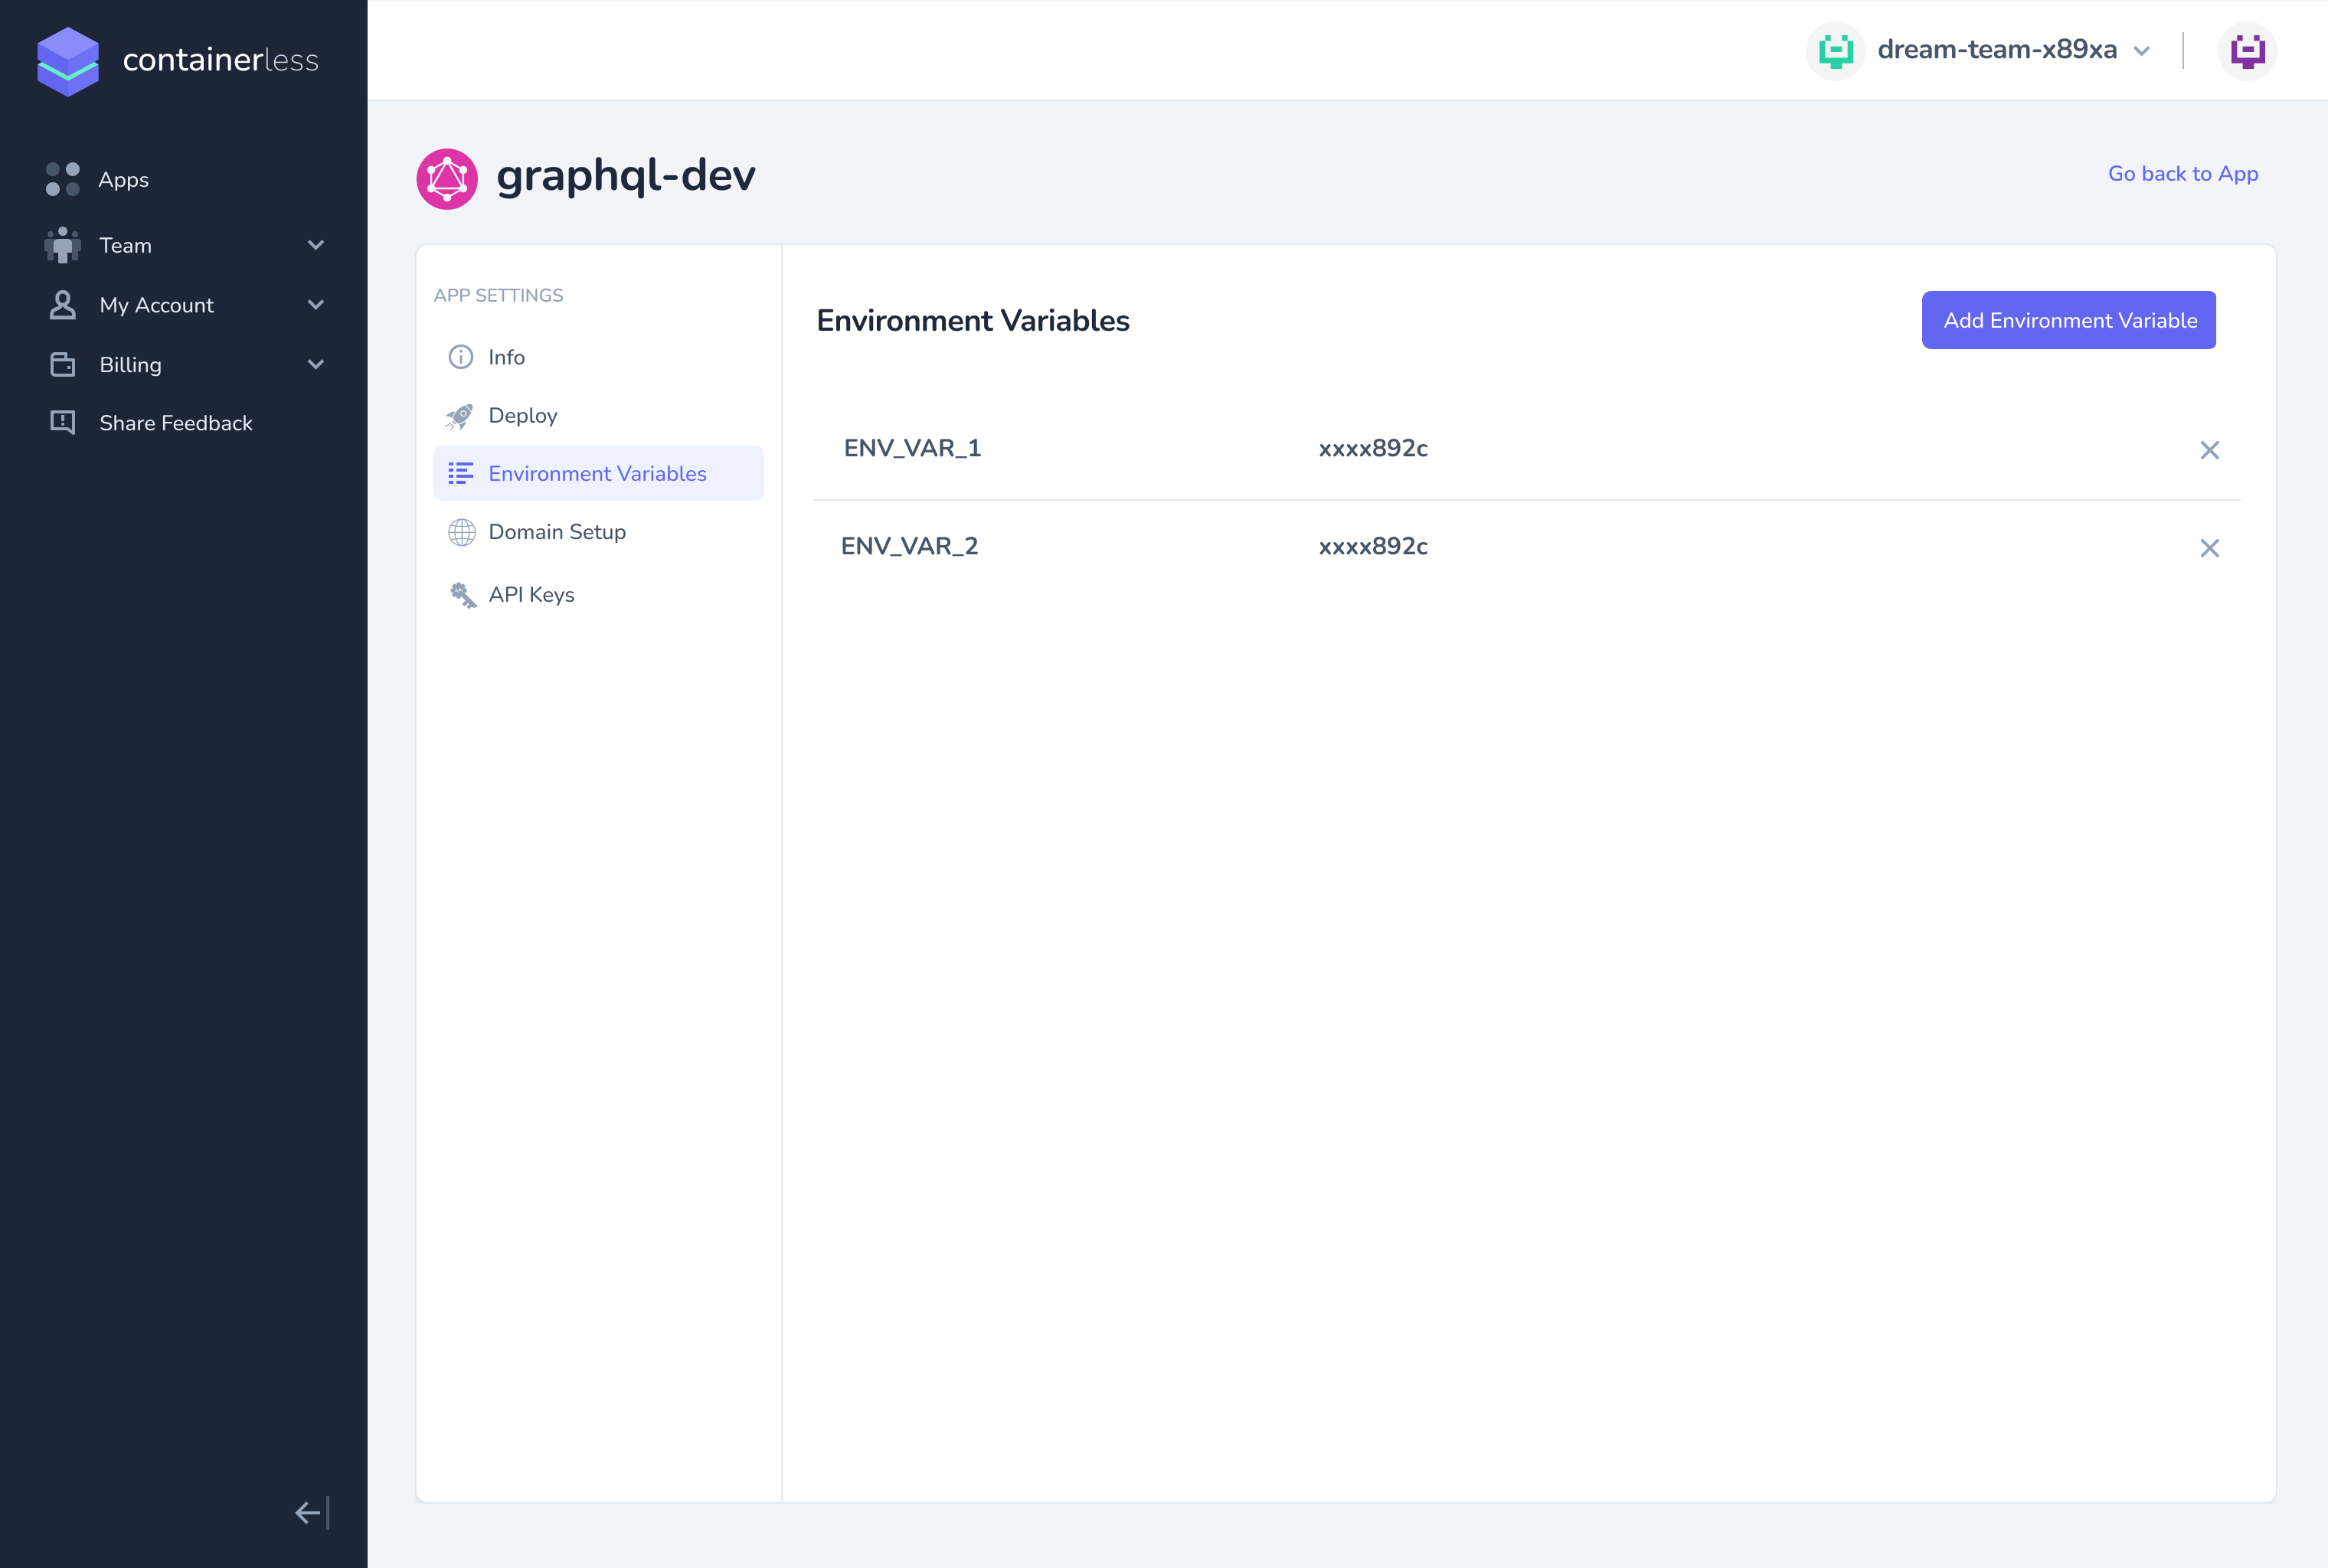 containerless
dream-team-x89xa
Apps
Team
My Account
Billing
Share Feedback
graphql-dev
Go back to App
APP SETTINGS
Info
Deploy
Environment Variables
Domain Setup
API Keys
Environment Variables
Add Environment Variable
ENV_VAR_1 xxxx892c
ENV_VAR_2 xxxx892c